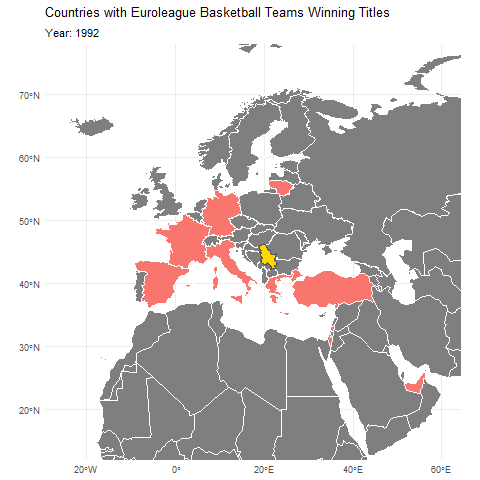 Countries with Euroleague Basketball Teams Winning Titles
Year: 1992
70°N
60°N
50°N
40°N
30°N
20°N
20°W
0°
20°E
40°E
60°E